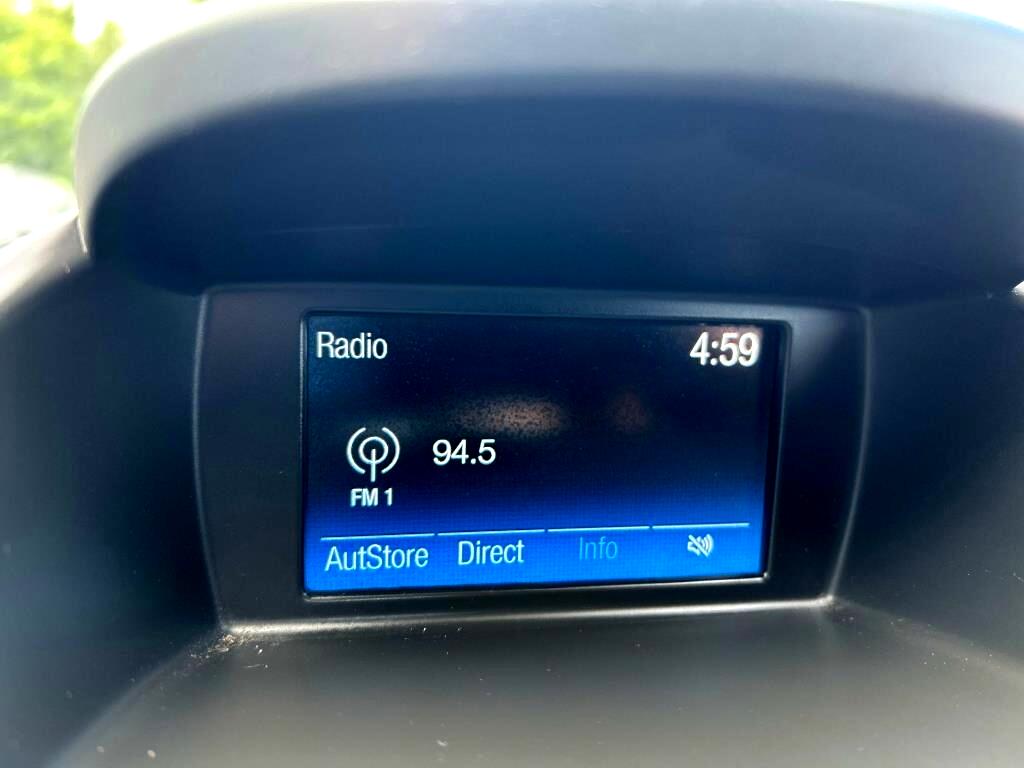 Radio 4:59
94.5
FM 1
AutStore Direct Info